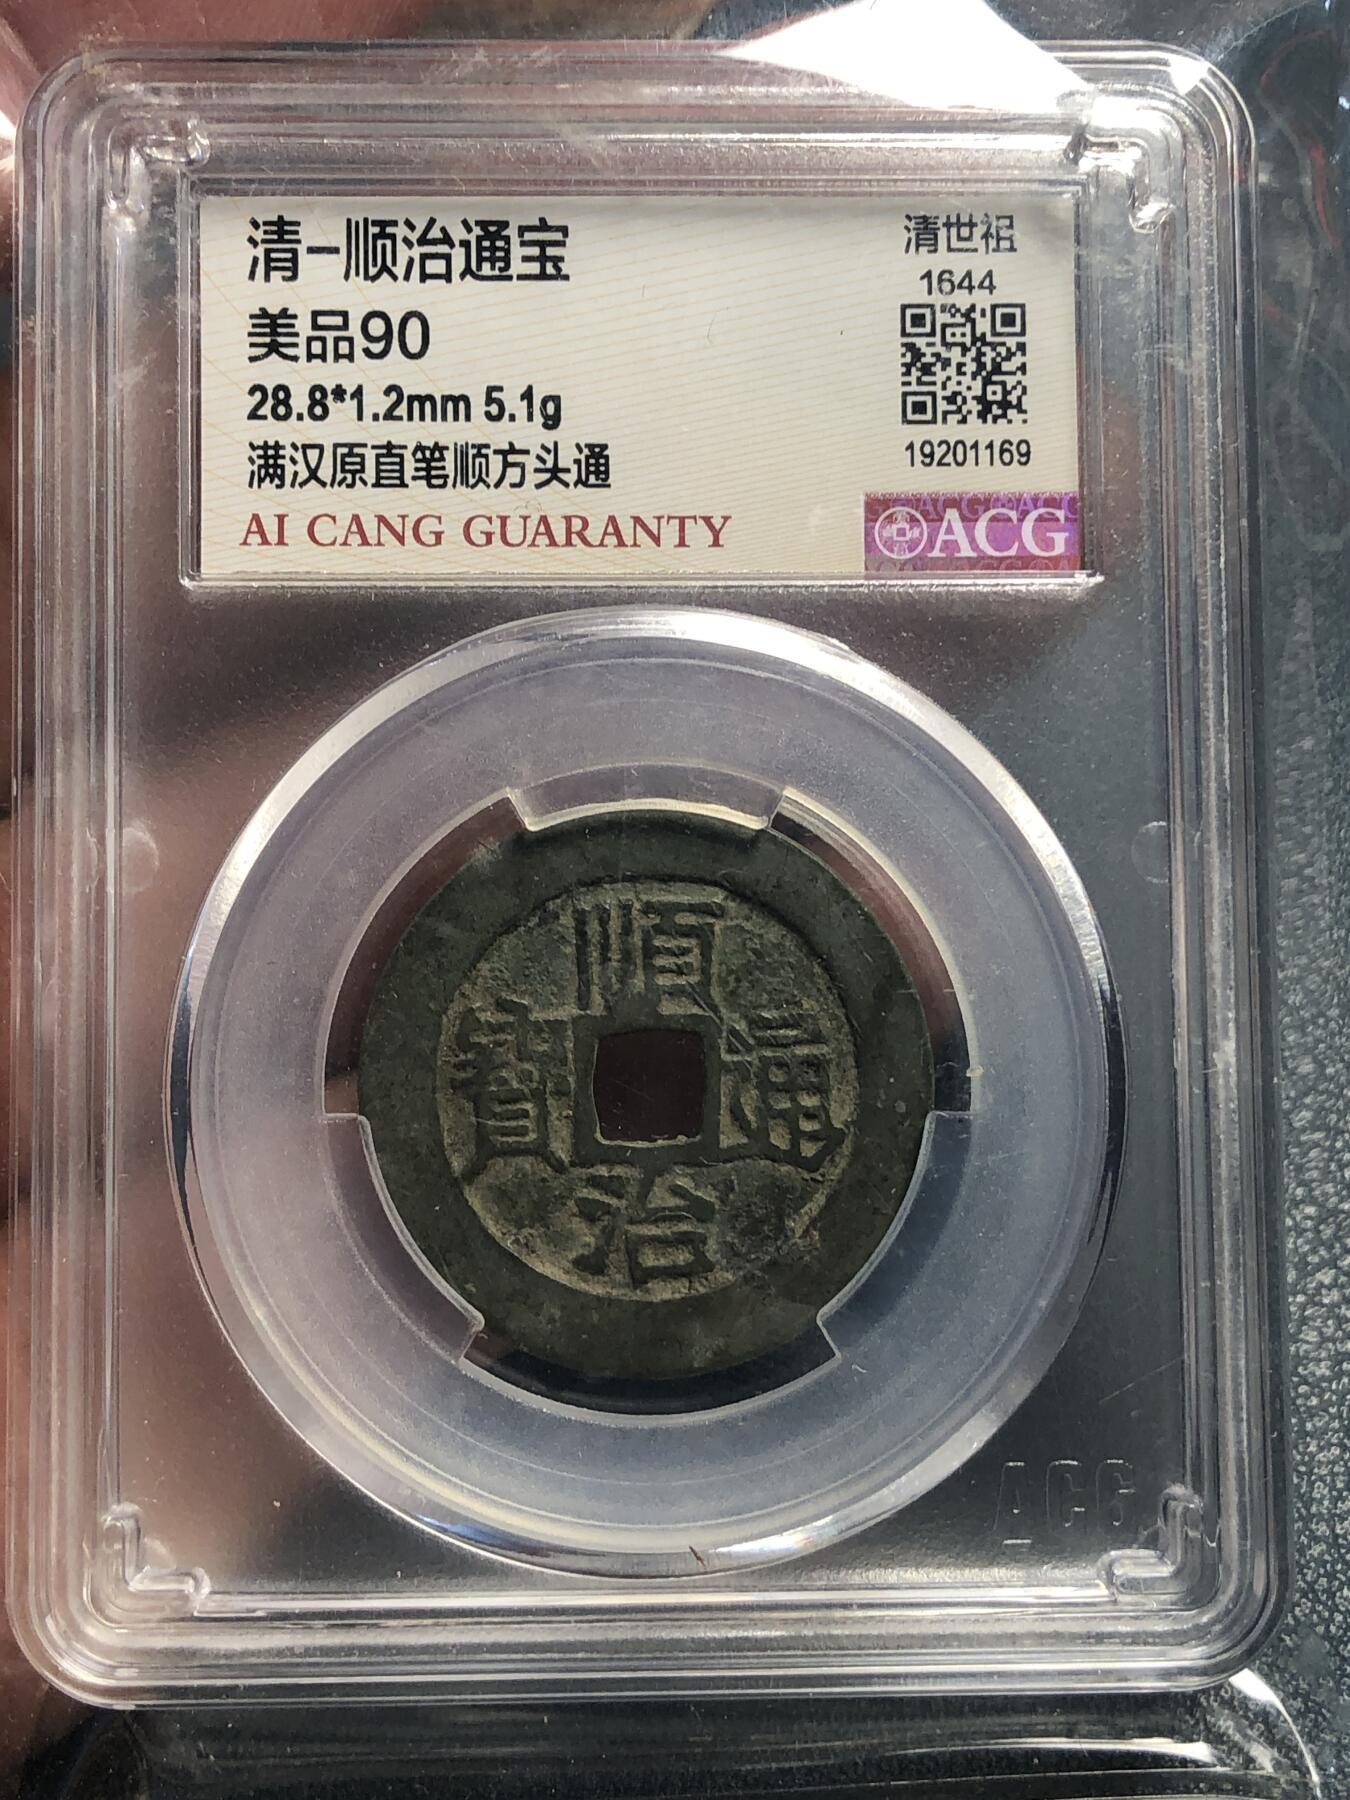 清-顺治通宝
美品90
28.8*1.2mm 5.1g
满汉原直笔顺方头通
AI CANG GUARANTY
清世祖
1644
19201169
ACG
順
治
通
寶
ACG